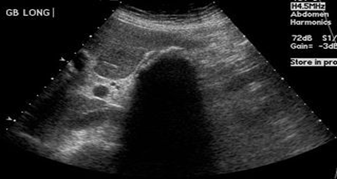 GB LONG
H4.5MHz
Abdomen
Harmonics
72dB S1/
Gain= -3dB
Store in pro